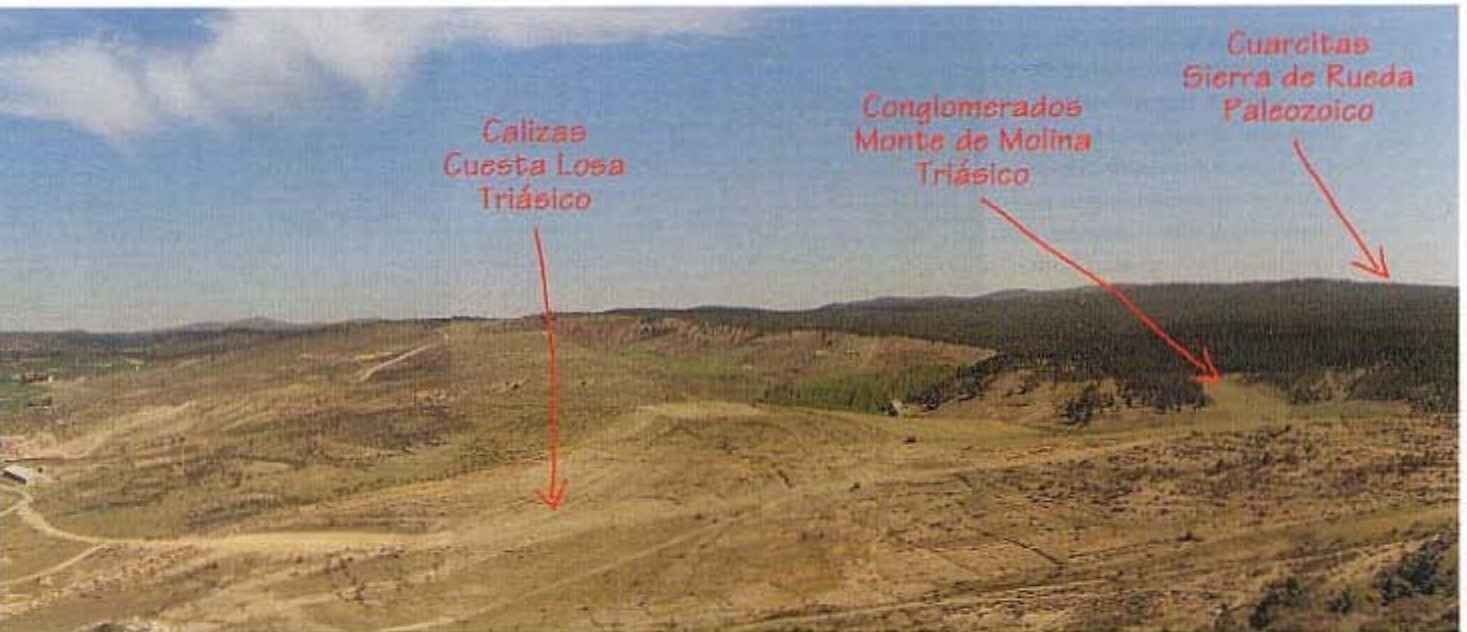 Calizas
Cuesta Losa
Triásico
Conglomerados
Monte de Molina
Triásico
Cuarcitas
Sierra de Rueda
Paleozoico